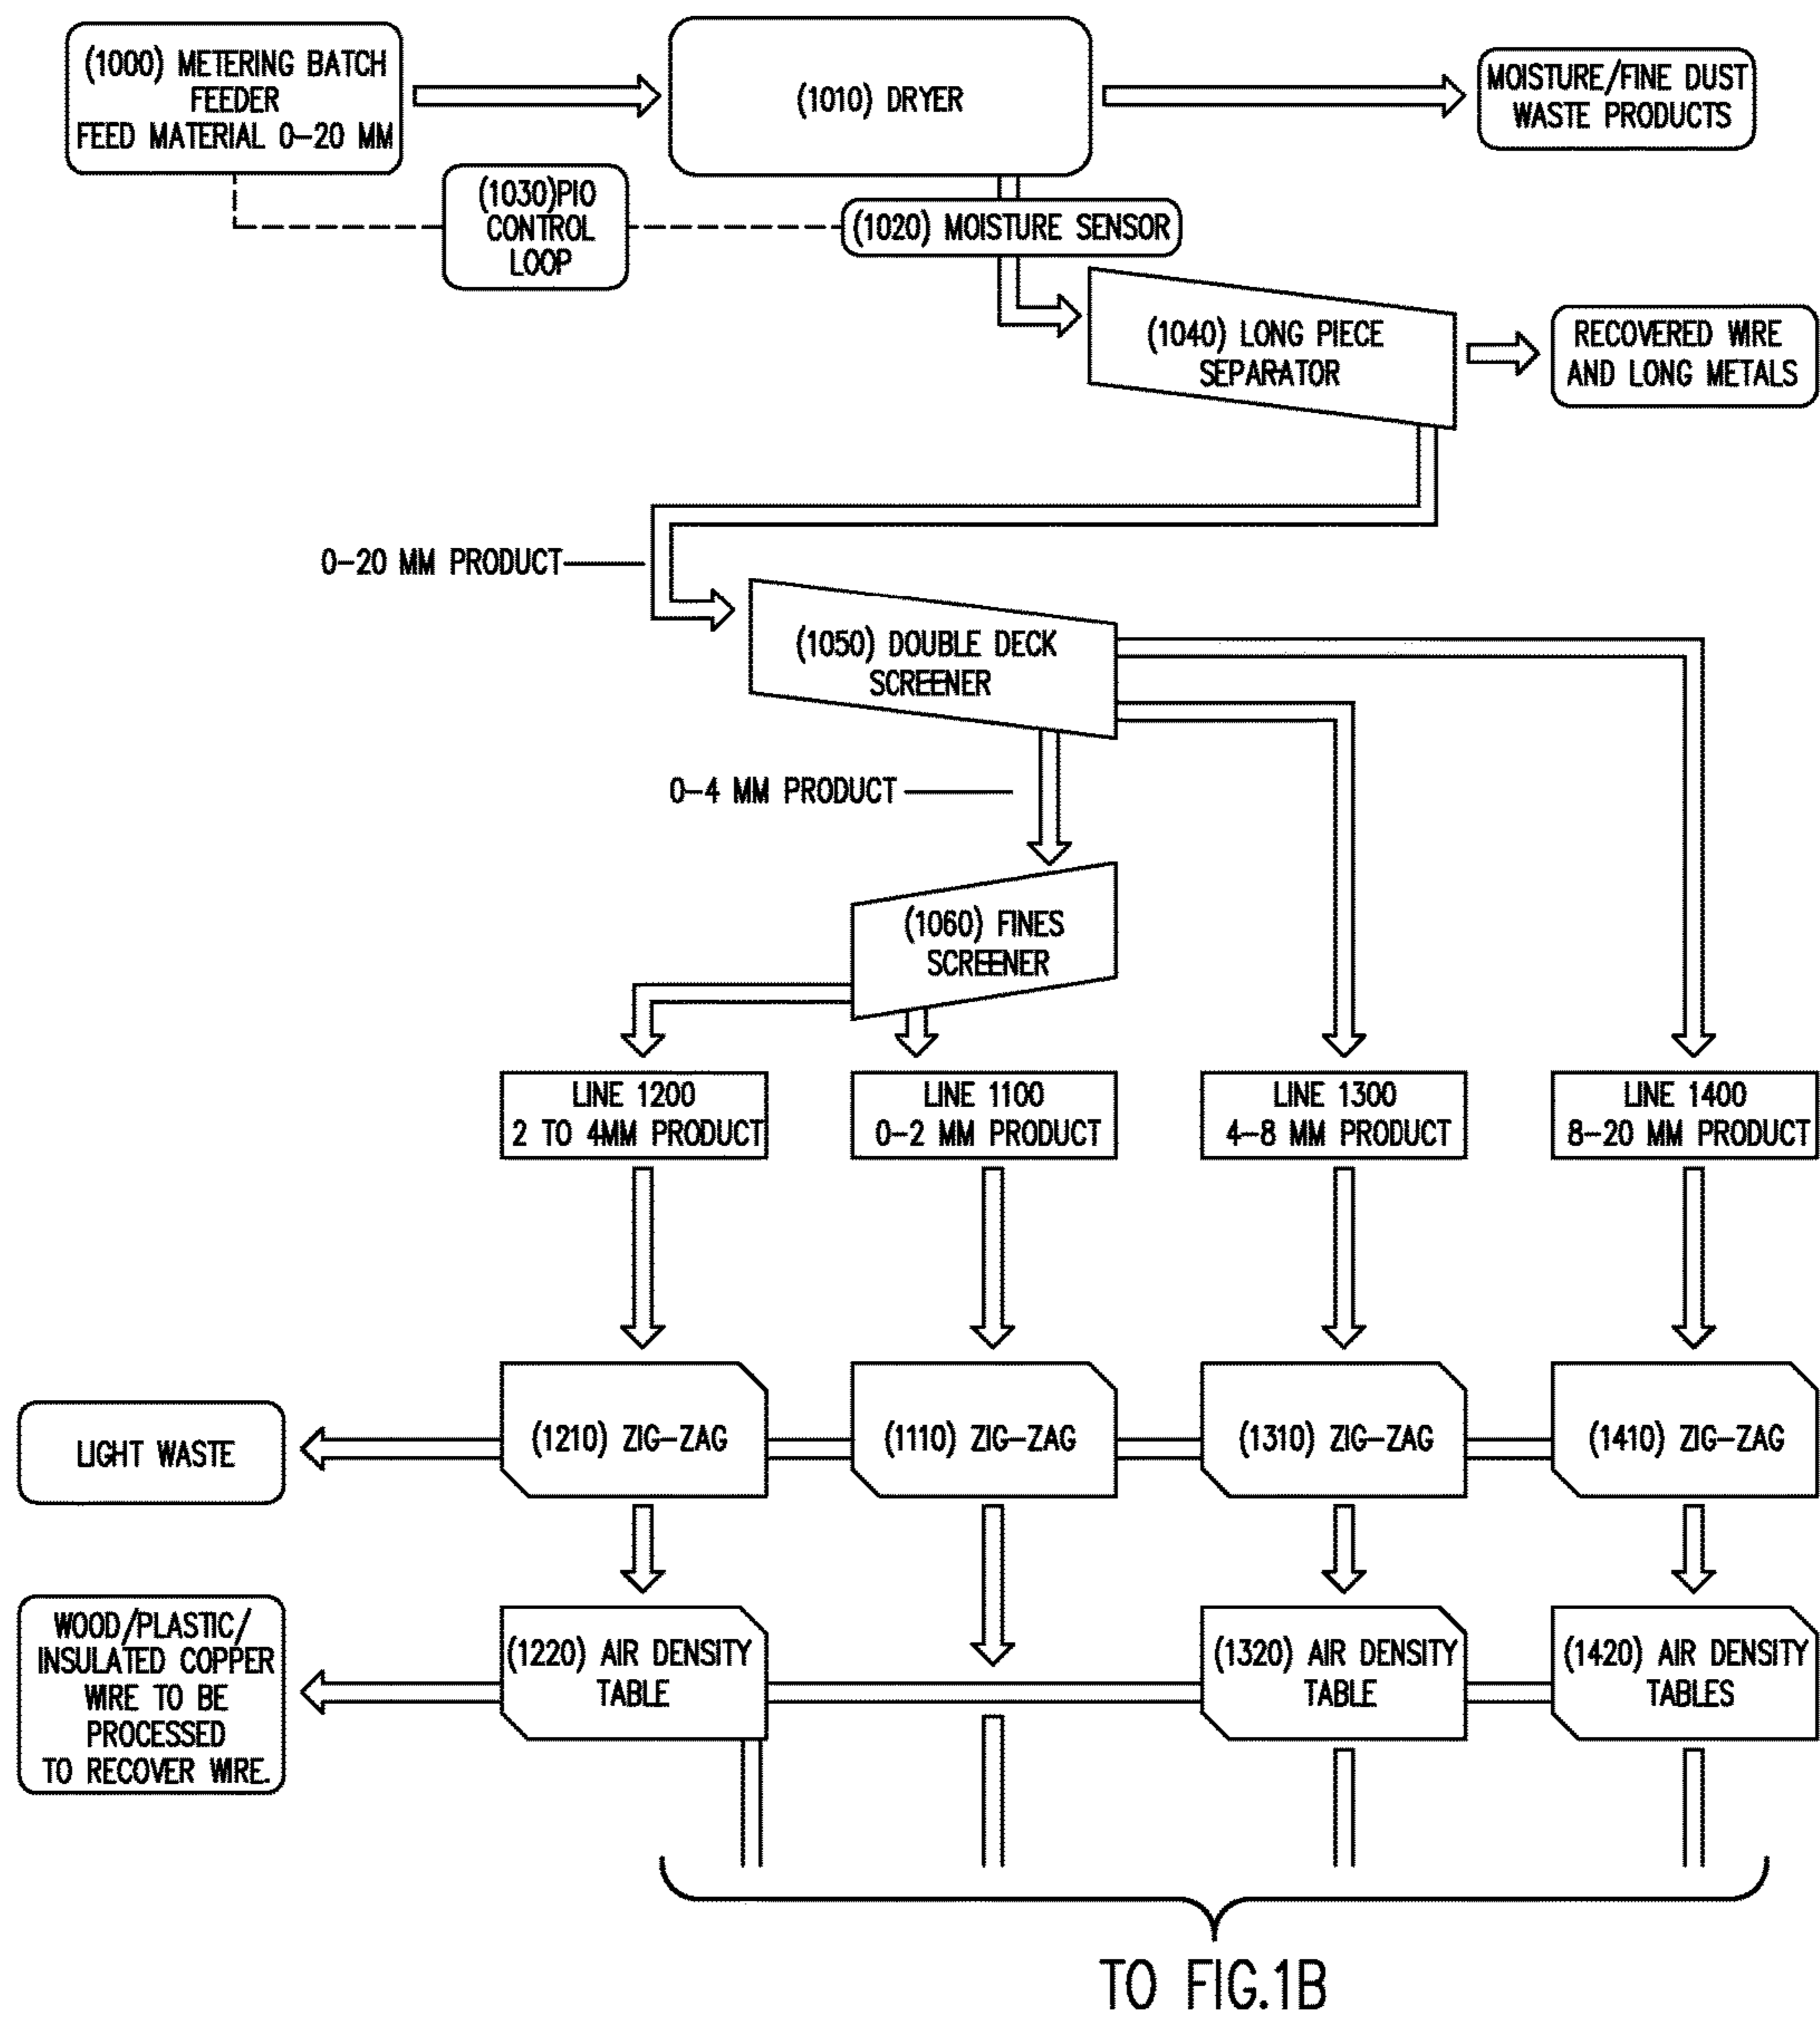 (1000) METERING BATCH
FEEDER
FEED MATERIAL 0-20 MM
(1010) DRYER
MOISTURE/FINE DUST
WASTE PRODUCTS
(1030)PIO
CONTROL
LOOP
(1020) MOISTURE SENSOR
(1040) LONG PIECE
SEPARATOR
RECOVERED WIRE
AND LONG METALS
0-20 MM PRODUCT
(1050) DOUBLE DECK
SCREENER
0-4 MM PRODUCT
(1060) FINES
SCREENER
LINE 1200
2 TO 4MM PRODUCT
LINE 1100
0-2 MM PRODUCT
LINE 1300
4-8 MM PRODUCT
LINE 1400
8-20 MM PRODUCT
LIGHT WASTE
(1210) ZIG-ZAG
(1110) ZIG-ZAG
(1310) ZIG-ZAG
(1410) ZIG-ZAG
WOOD/PLASTIC/
INSULATED COPPER
WIRE TO BE
PROCESSED
TO RECOVER WIRE.
(1220) AIR DENSITY
TABLE
(1320) AIR DENSITY
TABLE
(1420) AIR DENSITY
TABLES
TO FIG.1B